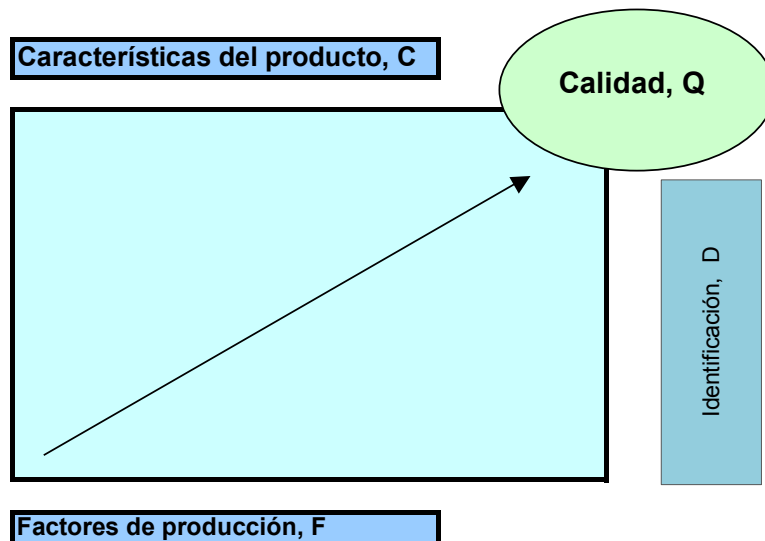 Características del producto, C
Calidad, Q
Identificación, D
Factores de producción, F